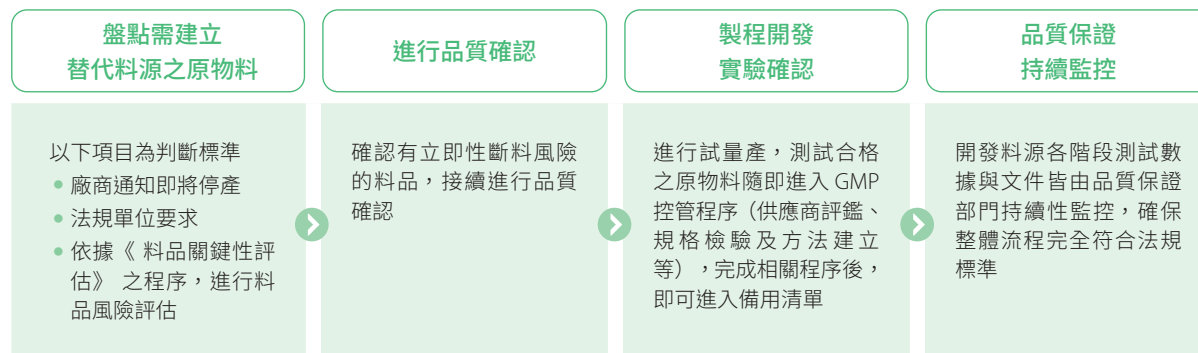 盤點需建立
替代料源之原物料
以下項目為判斷標準
• 廠商通知即將停產
• 法規單位要求
• 依據《 料品關鍵性評
估》 之程序，進行料
品風險評估
進行品質確認
確認有立即性斷料風險
的料品，接續進行品質
確認
製程開發
實驗確認
進行試量產，測試合格
之原物料隨即進入 GMP
控管程序（供應商評鑑、
規格檢驗及方法建立
等），完成相關程序後，
即可進入備用清單
品質保證
持續監控
開發料源各階段測試數
據與文件皆由品質保證
部門持續性監控，確保
整體流程完全符合法規
標準